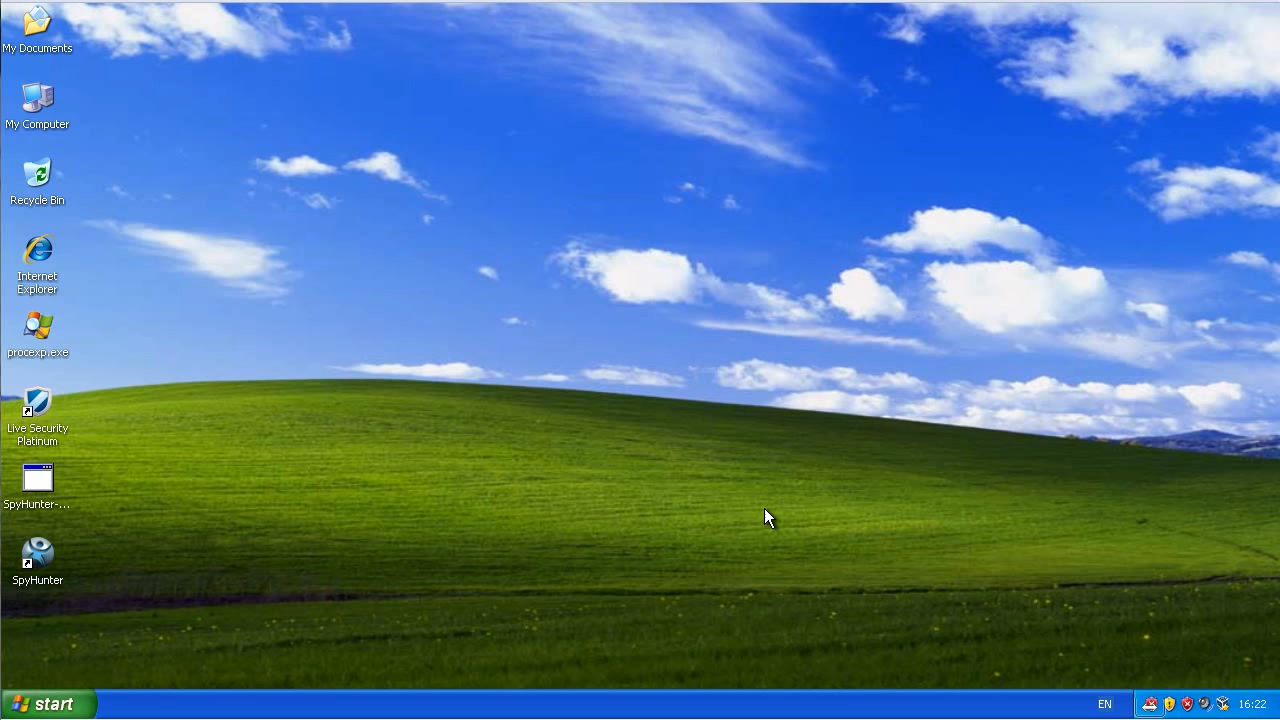 My Documents
My Computer
Recycle Bin
Internet
Explorer
procexp.exe
Live Security
Platinum
SpyHunter-...
SpyHunter
start
EN
16:22